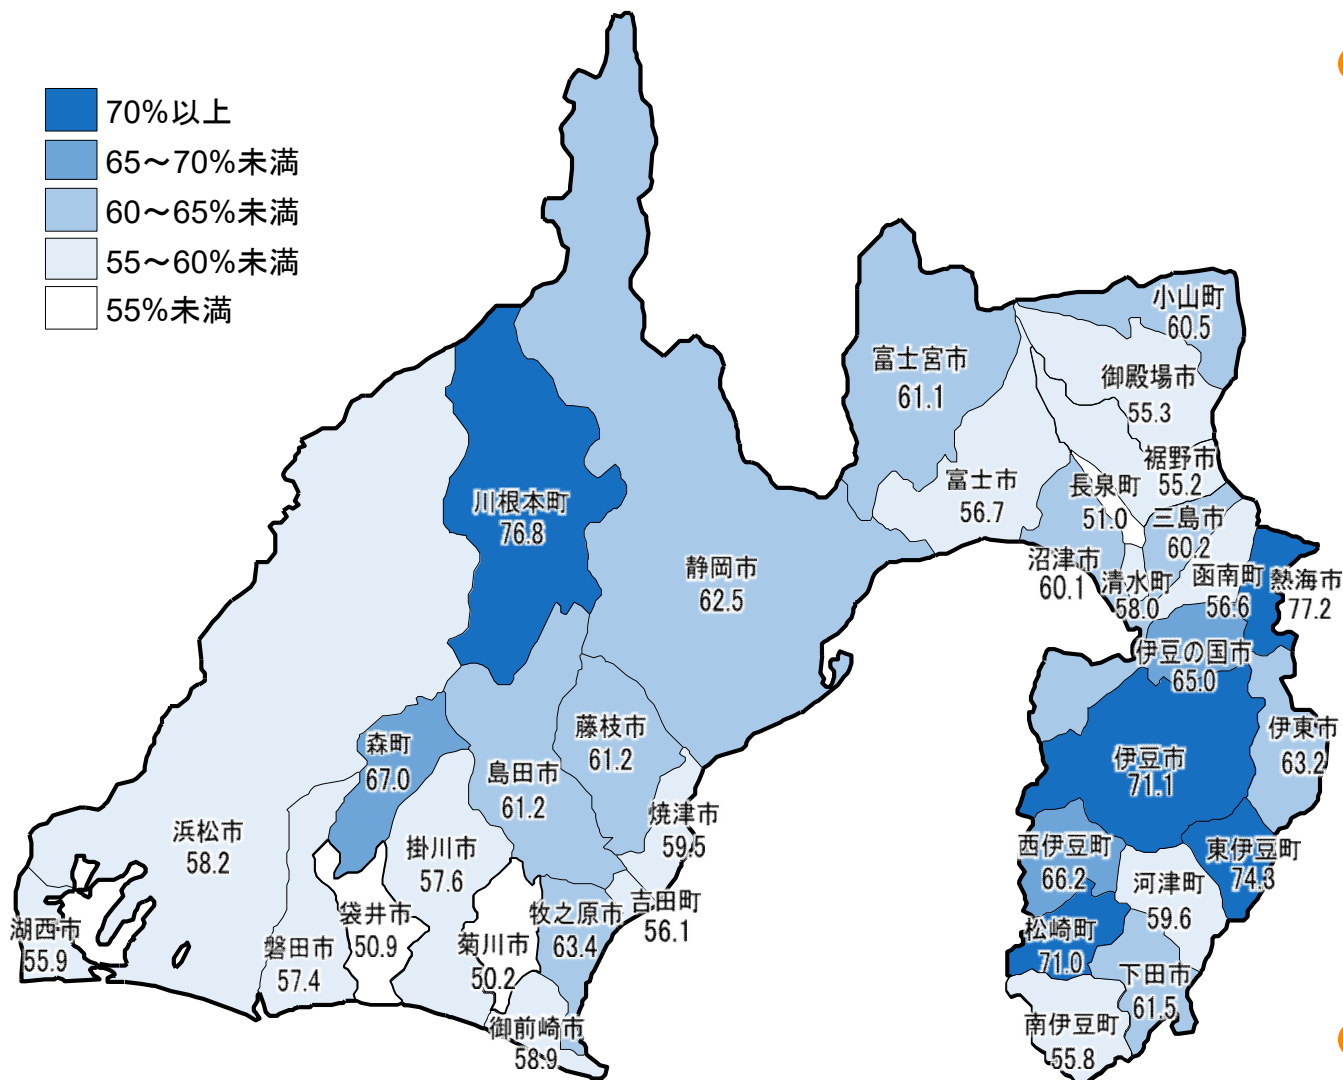 70%以上
65～70%未満
60～65%未満
55～60%未満
55%未満
小山町
60.5
富士宮市
61.1
御殿場市
55.3
裾野市
55.2
富士市
56.7
長泉町
51.0
三島市
60.2
川根本町
76.8
静岡市
62.5
沼津市
60.1
清水町
58.0
函南町
56.6
熱海市
77.2
伊豆の国市
65.0
伊東市
63.2
伊豆市
71.1
森町
67.0
藤枝市
61.2
島田市
61.2
焼津市
59.5
浜松市
58.2
掛川市
57.6
西伊豆町
66.2
東伊豆町
74.3
河津町
59.6
湖西市
55.9
磐田市
57.4
袋井市
50.9
菊川市
50.2
牧之原市
63.4
吉田町
56.1
松崎町
71.0
下田市
61.5
御前崎市
58.9
南伊豆町
55.8